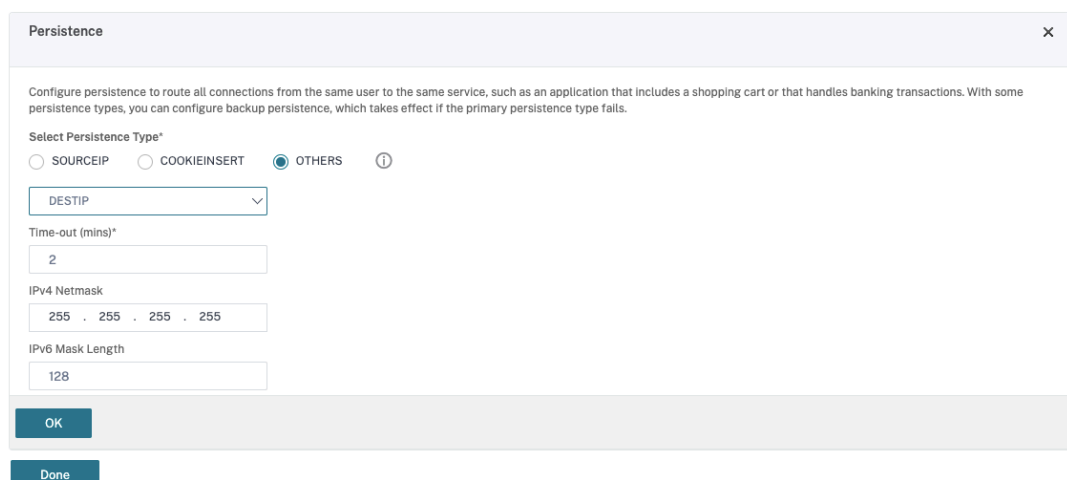 Persistence
Configure persistence to route all connections from the same user to the same service, such as an application that includes a shopping cart or that handles banking transactions. With some
persistence types, you can configure backup persistence, which takes effect if the primary persistence type fails.
Select Persistence Type*
SOURCEIP COOKIEINSERT OTHERS
DESTIP
Time-out (mins)*
2
IPv4 Netmask
255 . 255 . 255 . 255
IPv6 Mask Length
128
OK
Done